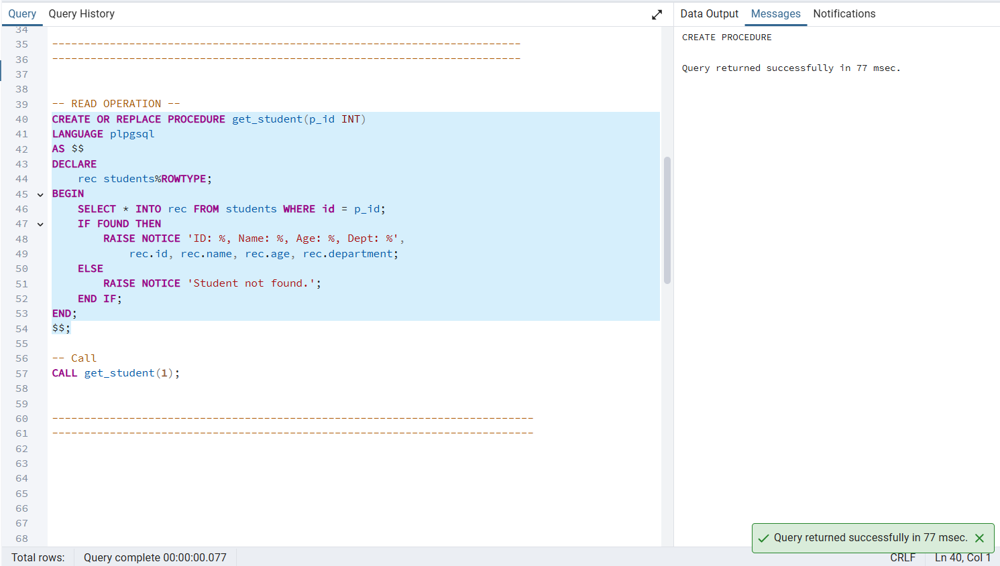 Query Query History
Data Output Messages Notifications
34
35 -------------------------------------------------------------------------
36 -------------------------------------------------------------------------
37
38
39 -- READ OPERATION --
40 CREATE OR REPLACE PROCEDURE get_student(p_id INT)
41 LANGUAGE plpgsql
42 AS $$
43 DECLARE
44 rec students%ROWTYPE;
45 BEGIN
46 SELECT * INTO rec FROM students WHERE id = p_id;
47 IF FOUND THEN
48 RAISE NOTICE 'ID: %, Name: %, Age: %, Dept: %',
49 rec.id, rec.name, rec.age, rec.department;
50 ELSE
51 RAISE NOTICE 'Student not found.';
52 END IF;
53 END;
54 $$;
55
56 -- Call
57 CALL get_student(1);
58
59
60 ---------------------------------------------------------------------------
61 ---------------------------------------------------------------------------
62
63
64
65
66
67
68
CREATE PROCEDURE
Query returned successfully in 77 msec.
Query returned successfully in 77 msec.
Total rows: Query complete 00:00:00.077
CRLF Ln 40, Col 1